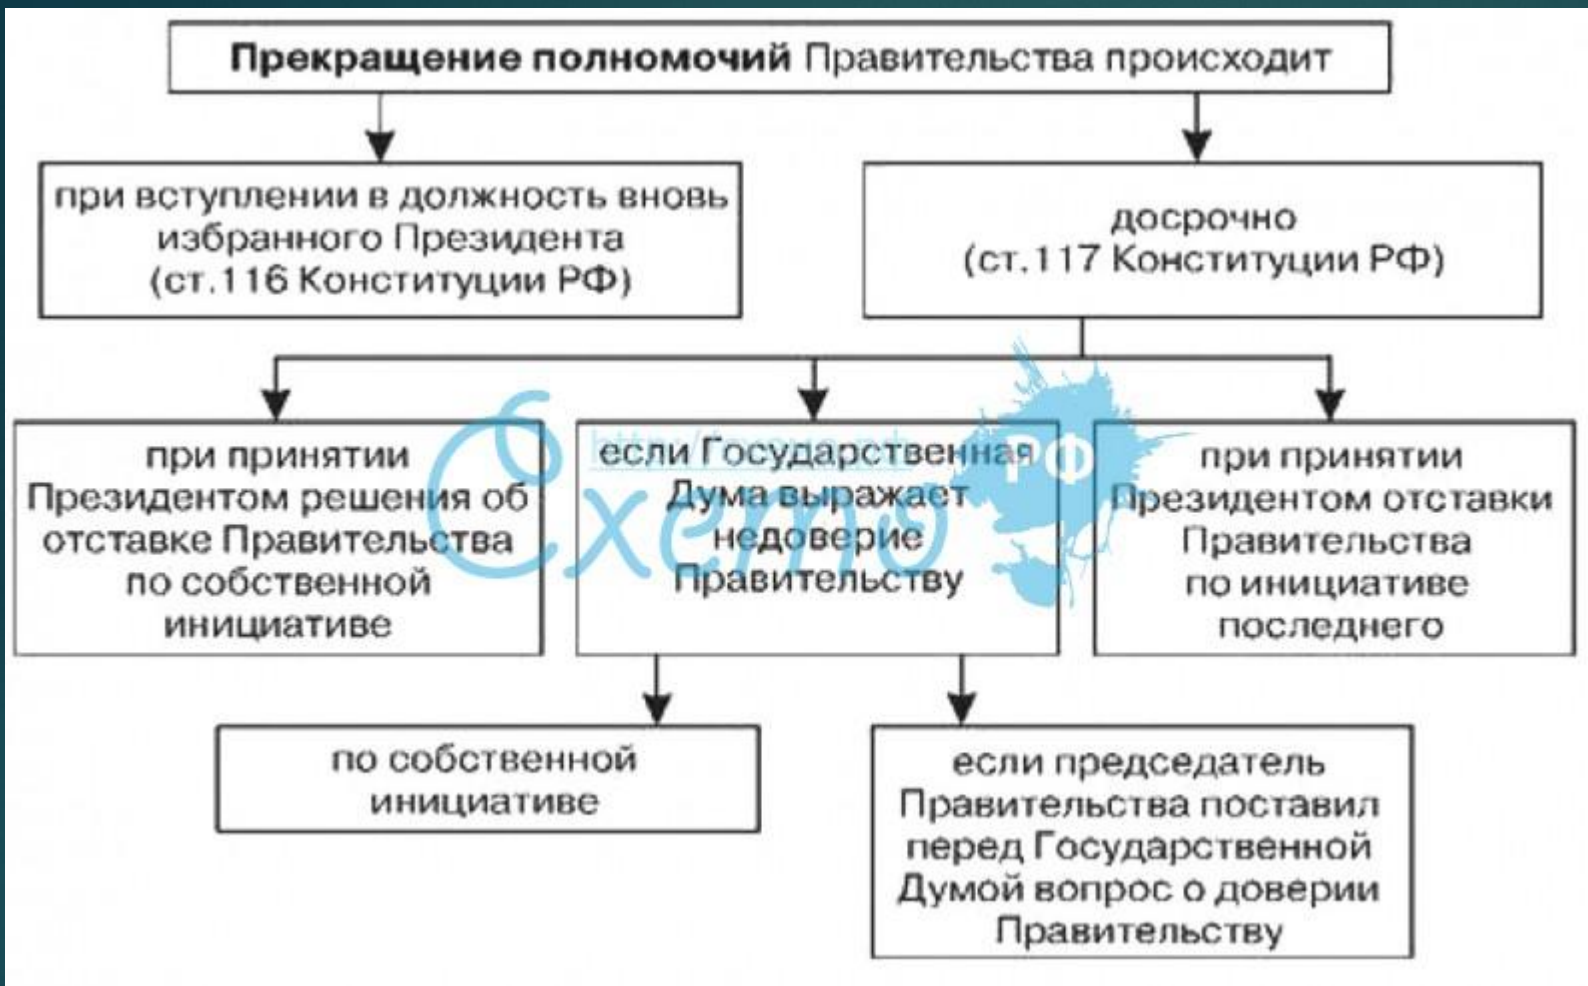 Прекращение полномочий Правительства происходит
при вступлении в должность вновь
избранного Президента
(ст.116 Конституции РФ)
досрочно
(ст.117 Конституции РФ)
при принятии
Президентом решения об
отставке Правительства
по собственной
инициативе
если Государственная
Дума выражает
недоверие
Правительству
при принятии
Президентом отставки
Правительства
по инициативе
последнего
по собственной
инициативе
если председатель
Правительства поставил
перед Государственной
Думой вопрос о доверии
Правительству
Схемо
РФ